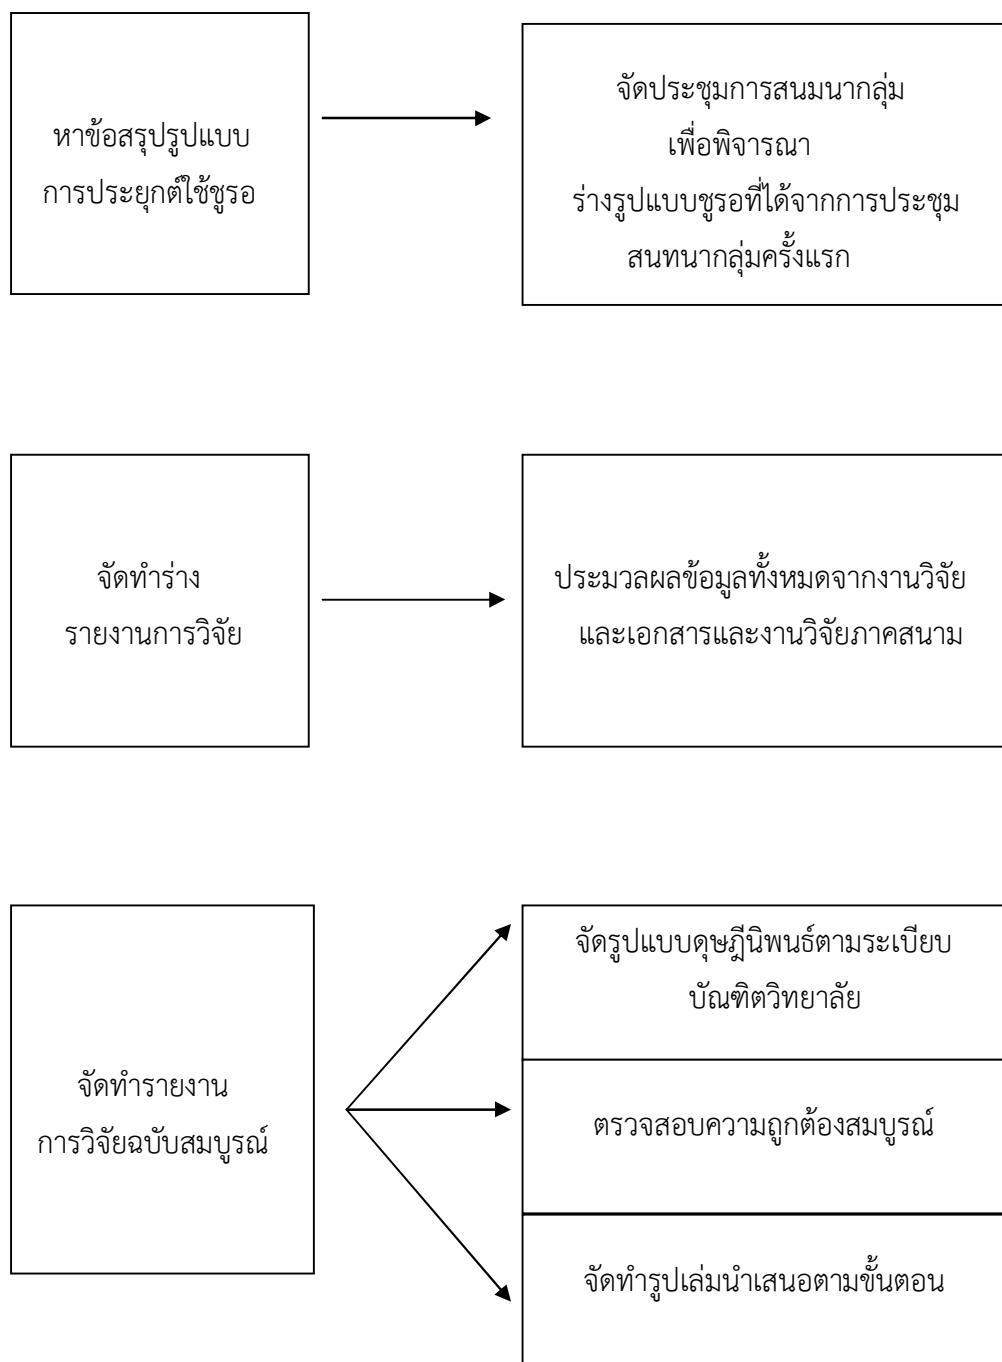 หาข้อสรุปรูปแบบ
การประยุกต์ใช้ชูรอ
จัดประชุมการสนมนากลุ่ม
เพื่อพิจารณา
ร่างรูปแบบชูรอที่ได้จากการประชุม
สนทนากลุ่มครั้งแรก
จัดทำร่าง
รายงานการวิจัย
ประมวลผลข้อมูลทั้งหมดจากงานวิจัย
และเอกสารและงานวิจัยภาคสนาม
จัดทำรายงาน
การวิจัยฉบับสมบูรณ์
จัดรูปแบบดุษฎีนิพนธ์ตามระเบียบ
บัณฑิตวิทยาลัย
ตรวจสอบความถูกต้องสมบูรณ์
จัดทำรูปเล่มนำเสนอตามขั้นตอน